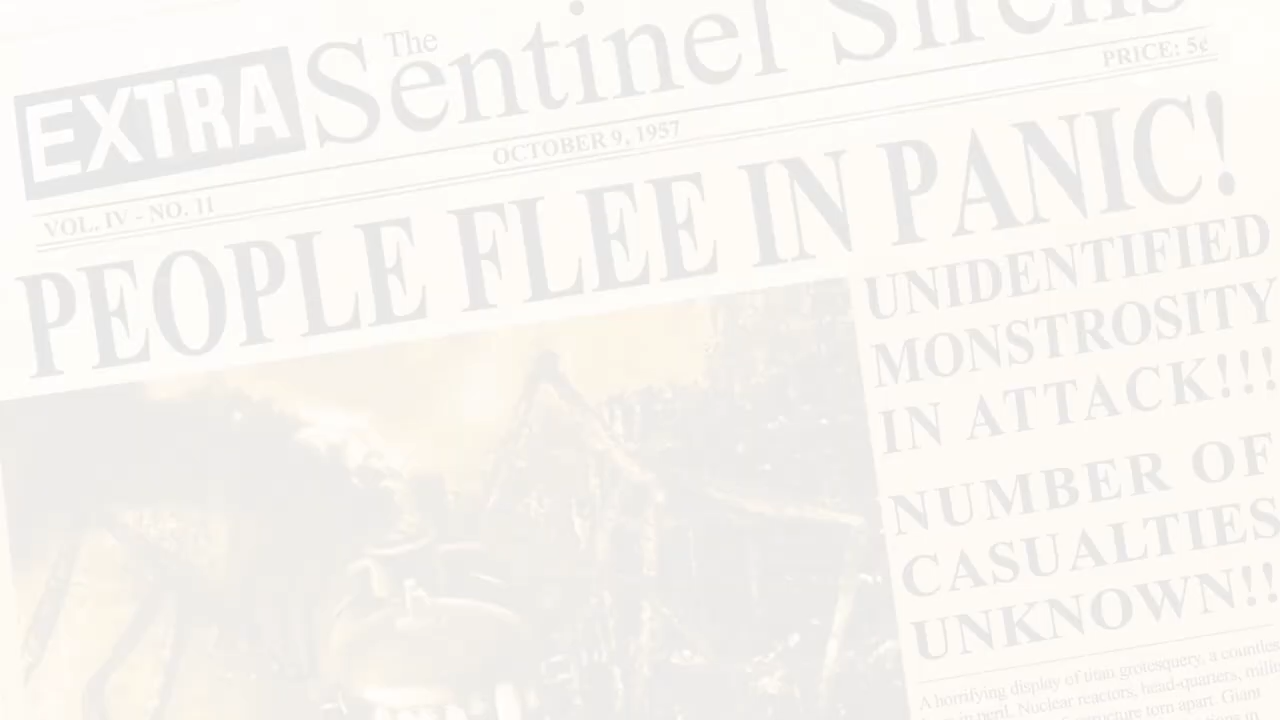 EXTRA
The
Sentinel Sirens
PRICE: 5¢
OCTOBER 9, 1957
VOL. IV - NO. 11
PEOPLE FLEE IN PANIC!
UNIDENTIFIED
MONSTROSITY
IN ATTACK!!!
NUMBER OF
CASUALTIES
UNKNOWN!!
A horrifying display of titan grotesquery, a countless
in peril. Nuclear reactors, head-quarters,
torn apart. Giant